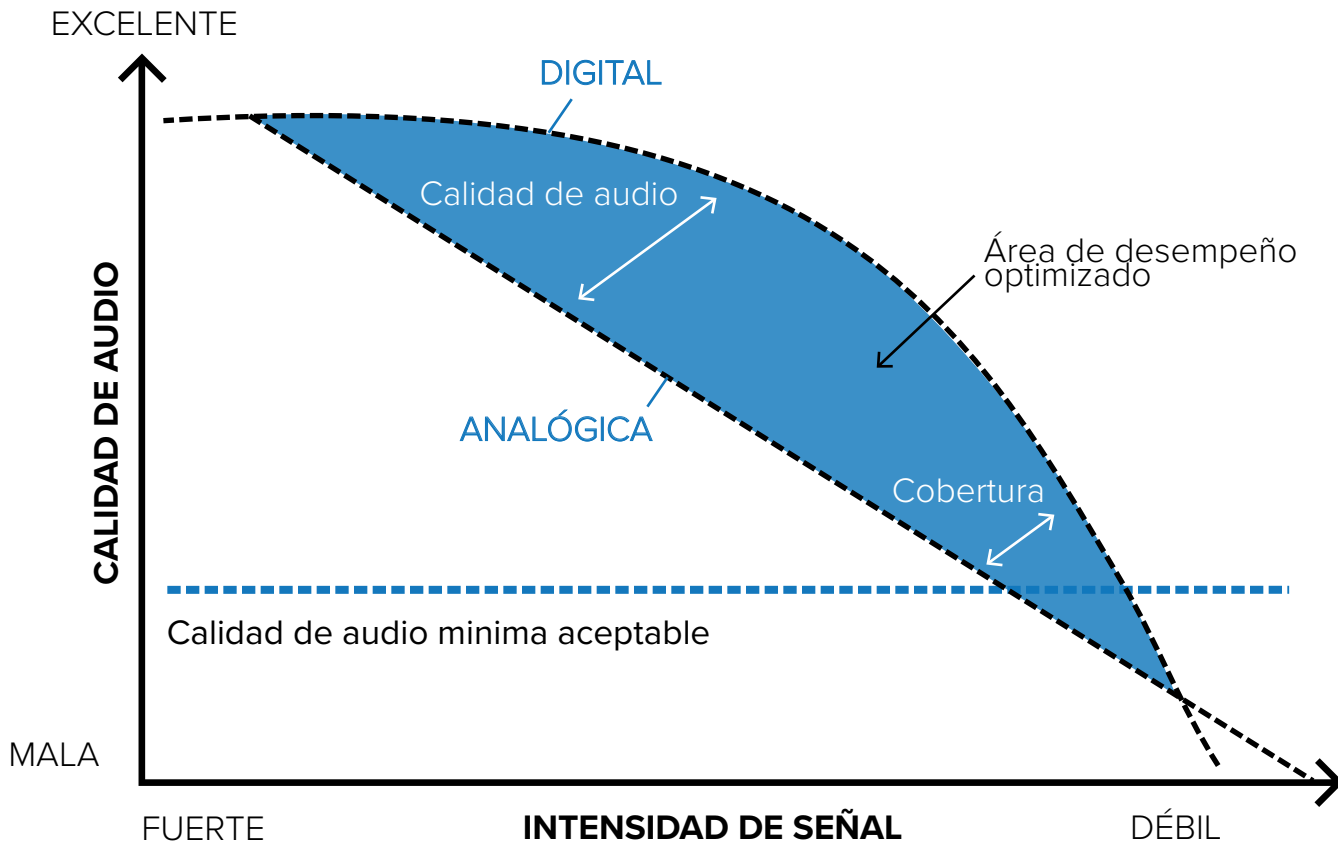 EXCELENTE
DIGITAL
Calidad de audio
Área de desempeño
optimizado
CALIDAD DE AUDIO
ANALÓGICA
Cobertura
Calidad de audio minima aceptable
MALA
FUERTE
INTENSIDAD DE SEÑAL
DÉBIL